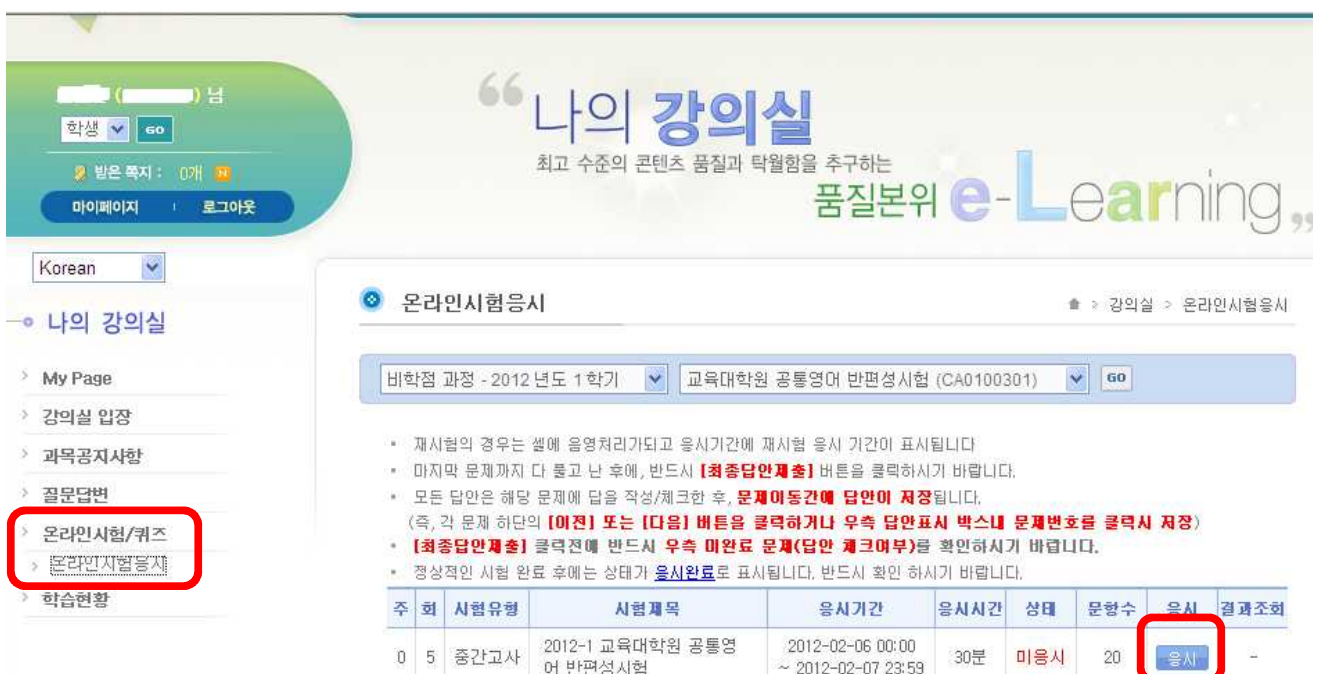 님
학생 GO
받은 쪽지 : 0개 N
마이페이지 | 로그아웃
“나의 강의실
최고 수준의 콘텐츠 품질과 탁월함을 추구하는
품질본위 e-Learning”
Korean
나의 강의실
My Page
강의실 입장
과목공지사항
질문답변
온라인시험/퀴즈
온라인시험응시
학습현황
온라인시험응시
> 강의실 > 온라인시험응시
비학점 과정 - 2012 년도 1 학기 교육대학원 공통영어 반편성시험 (CA0100301) GO
재시험의 경우는 셀에 음영처리가되고 응시기간에 재시험 응시 기간이 표시됩니다
마지막 문제까지 다 풀고 난 후에, 반드시 [최종답안제출] 버튼을 클릭하시기 바랍니다.
모든 답안은 해당 문제에 답을 작성/체크한 후, 문제이동간에 답안이 저장됩니다.
(즉, 각 문제 하단의 [이전] 또는 [다음] 버튼을 클릭하거나 우측 답안표시 박스내 문제번호를 클릭시 저장)
[최종답안제출] 클릭전에 반드시 우측 미완료 문제(답안 체크여부)를 확인하시기 바랍니다.
정상적인 시험 완료 후에는 상태가 응시완료로 표시됩니다. 반드시 확인 하시기 바랍니다.
주 회 시험유형 시험제목 응시기간 응시시간 상태 문항수 응시 결과조회
0 5 중간고사 2012-1 교육대학원 공통영어 반편성시험 2012-02-06 00:00 ~ 2012-02-07 23:59 30분 미응시 20 응시 -